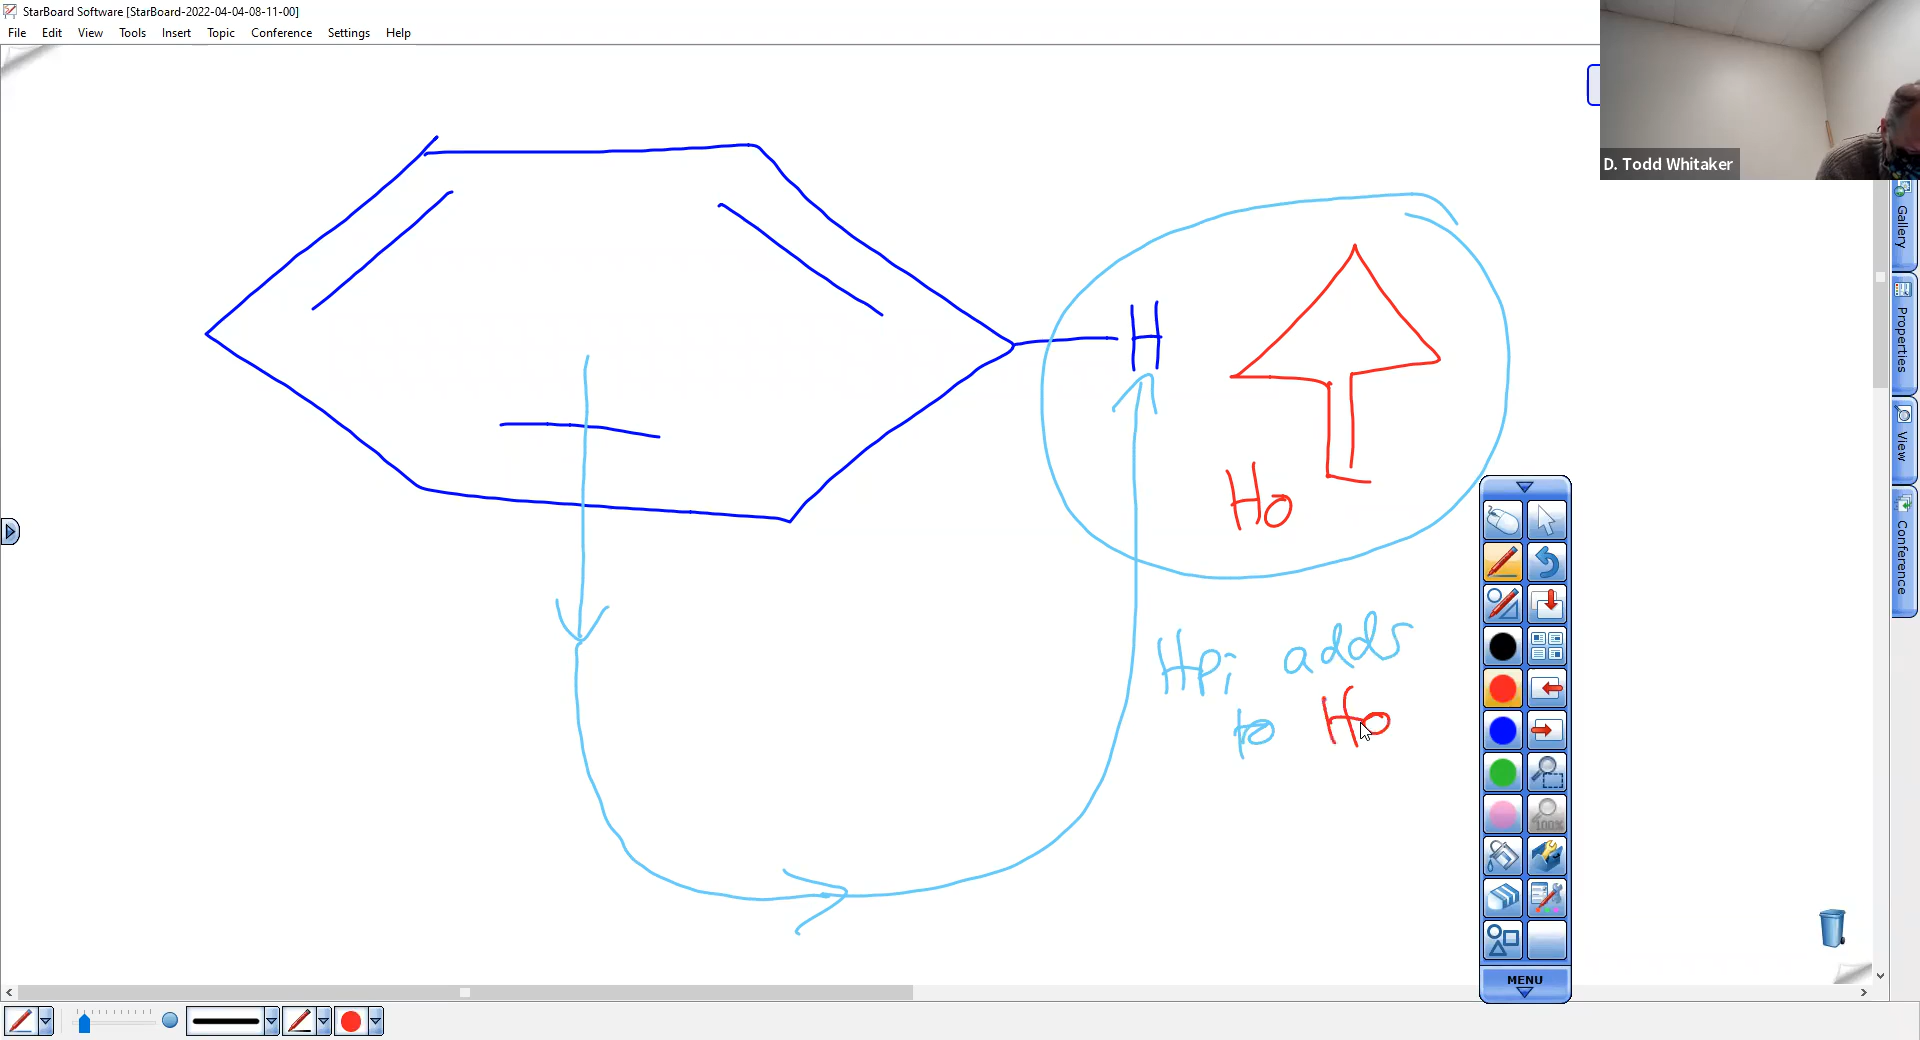 StarBoard Software [StarBoard-2022-04-04-08-11-00]
File Edit View Tools Insert Topic Conference Settings Help
D. Todd Whitaker
Gallery
Properties
View
Conference
H
Ho
Hpi adds
to Ho
100%
MENU